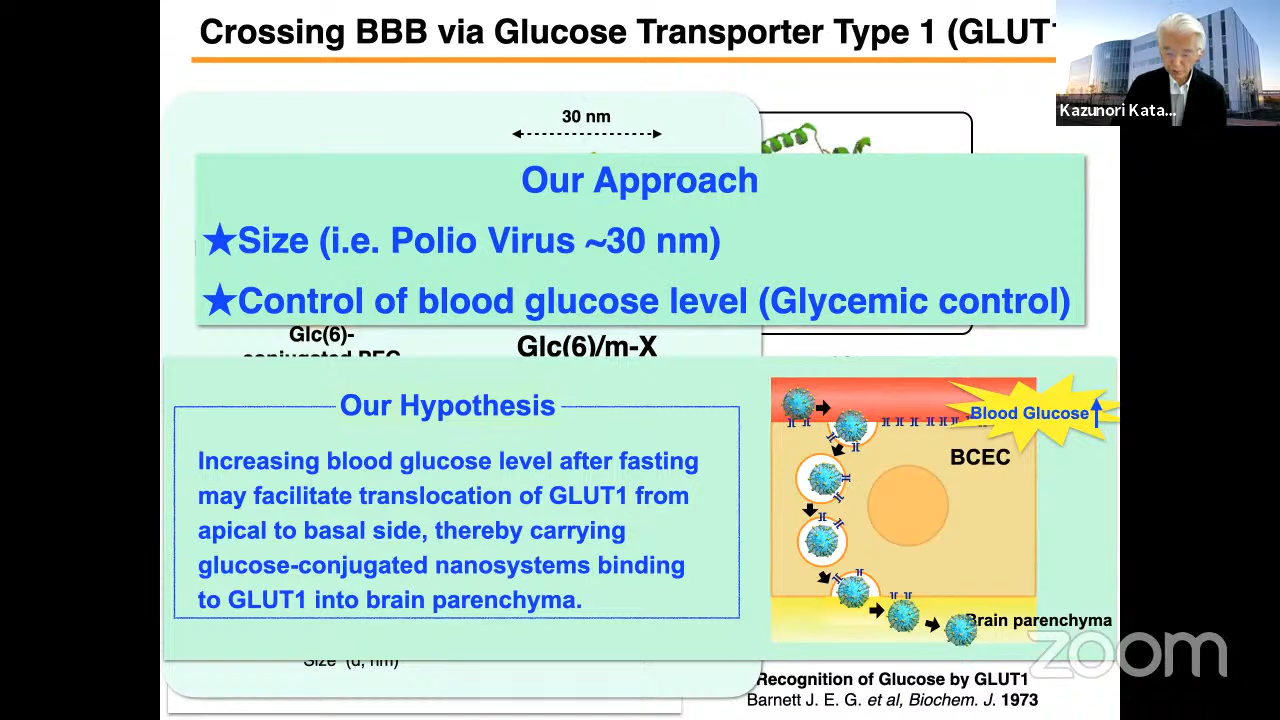 Crossing BBB via Glucose Transporter Type 1 (GLUT1
Kazunori Kata...
30 nm
Our Approach
★Size (i.e. Polio Virus ~30 nm)
★Control of blood glucose level (Glycemic control)
Glc(6)-
conjugated PEG
Glc(6)/m-X
Our Hypothesis
Increasing blood glucose level after fasting
may facilitate translocation of GLUT1 from
apical to basal side, thereby carrying
glucose-conjugated nanosystems binding
to GLUT1 into brain parenchyma.
Blood Glucose
BCEC
Brain parenchyma
zoom
Size (d, nm)
Recognition of Glucose by GLUT1
Barnett J. E. G. et al, Biochem. J. 1973